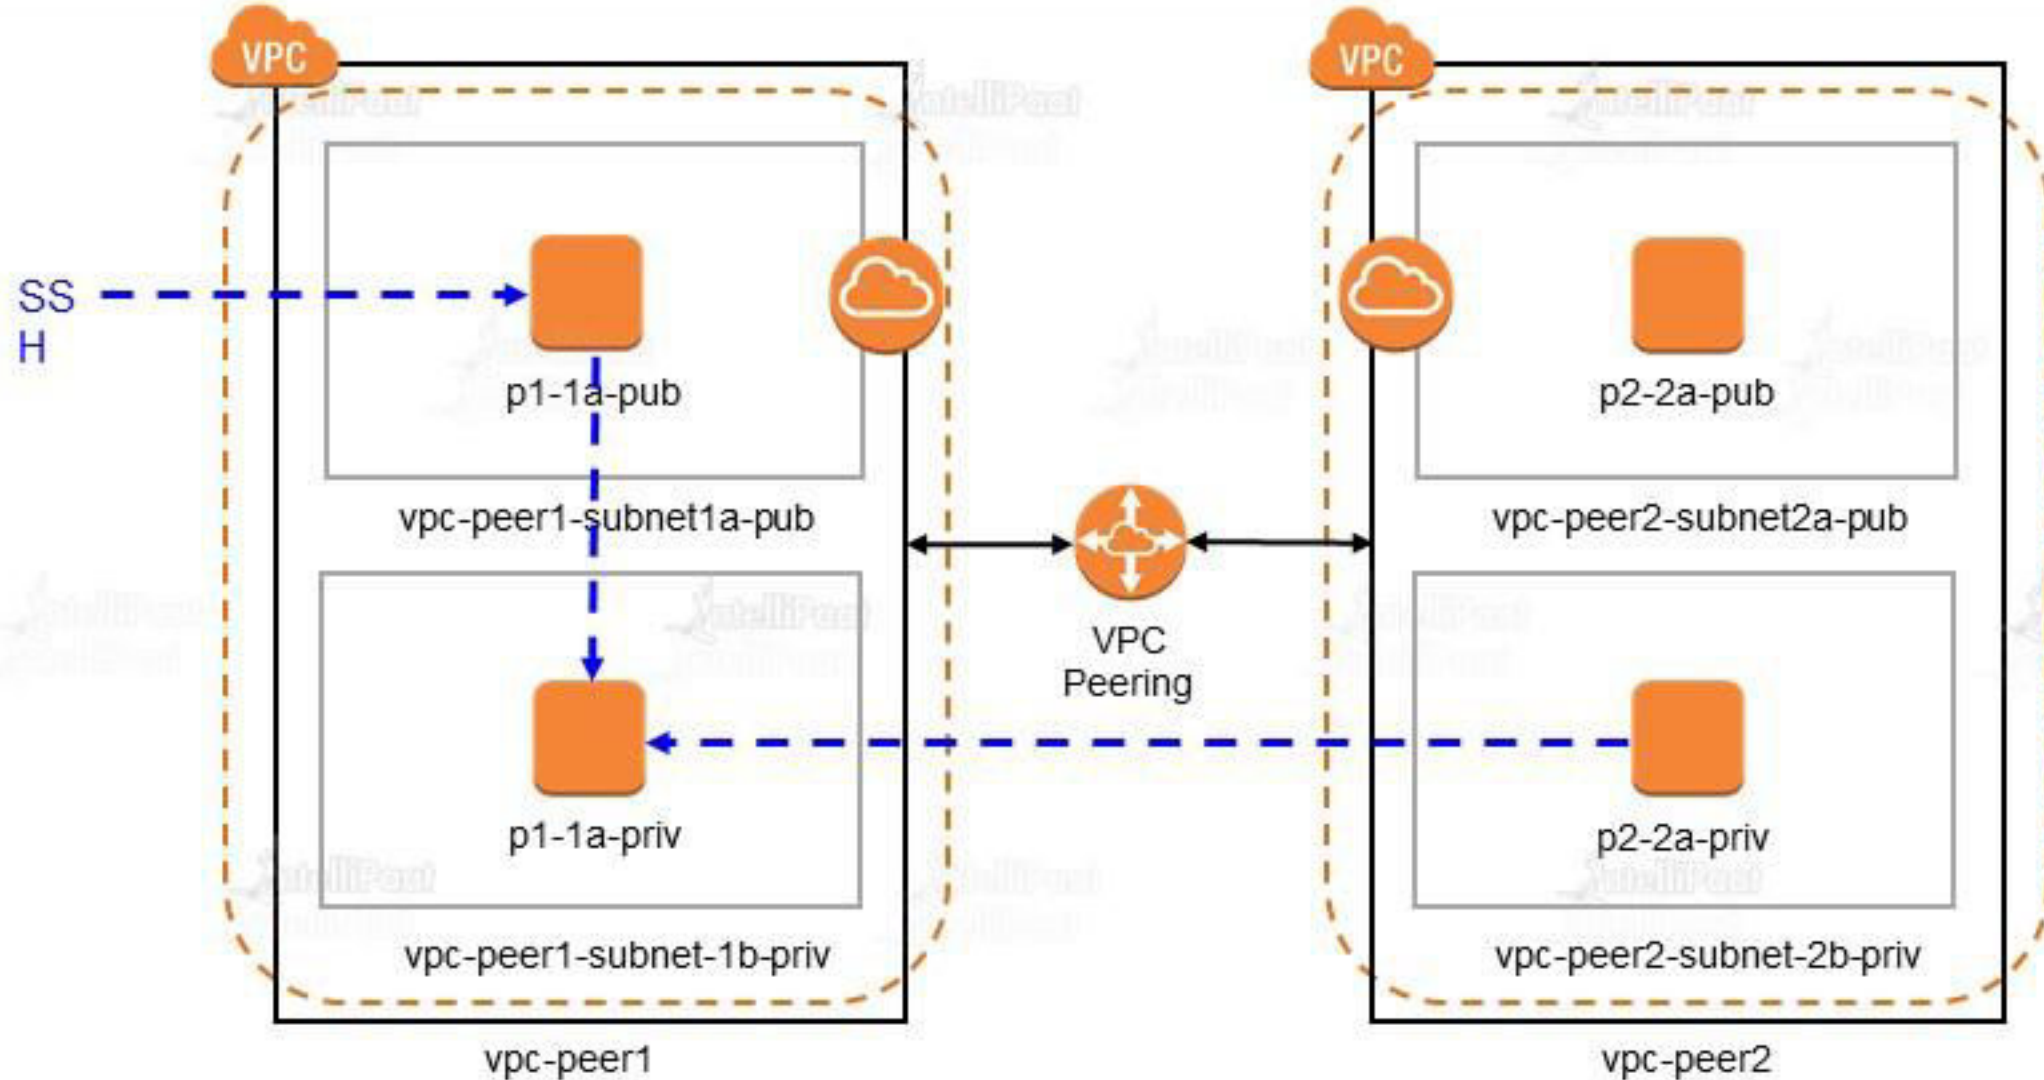 VPC
VPC
SS
H
p1-1a-pub
p2-2a-pub
vpc-peer1-subnet1a-pub
vpc-peer2-subnet2a-pub
VPC
Peering
p1-1a-priv
p2-2a-priv
vpc-peer1-subnet-1b-priv
vpc-peer2-subnet-2b-priv
vpc-peer1
vpc-peer2